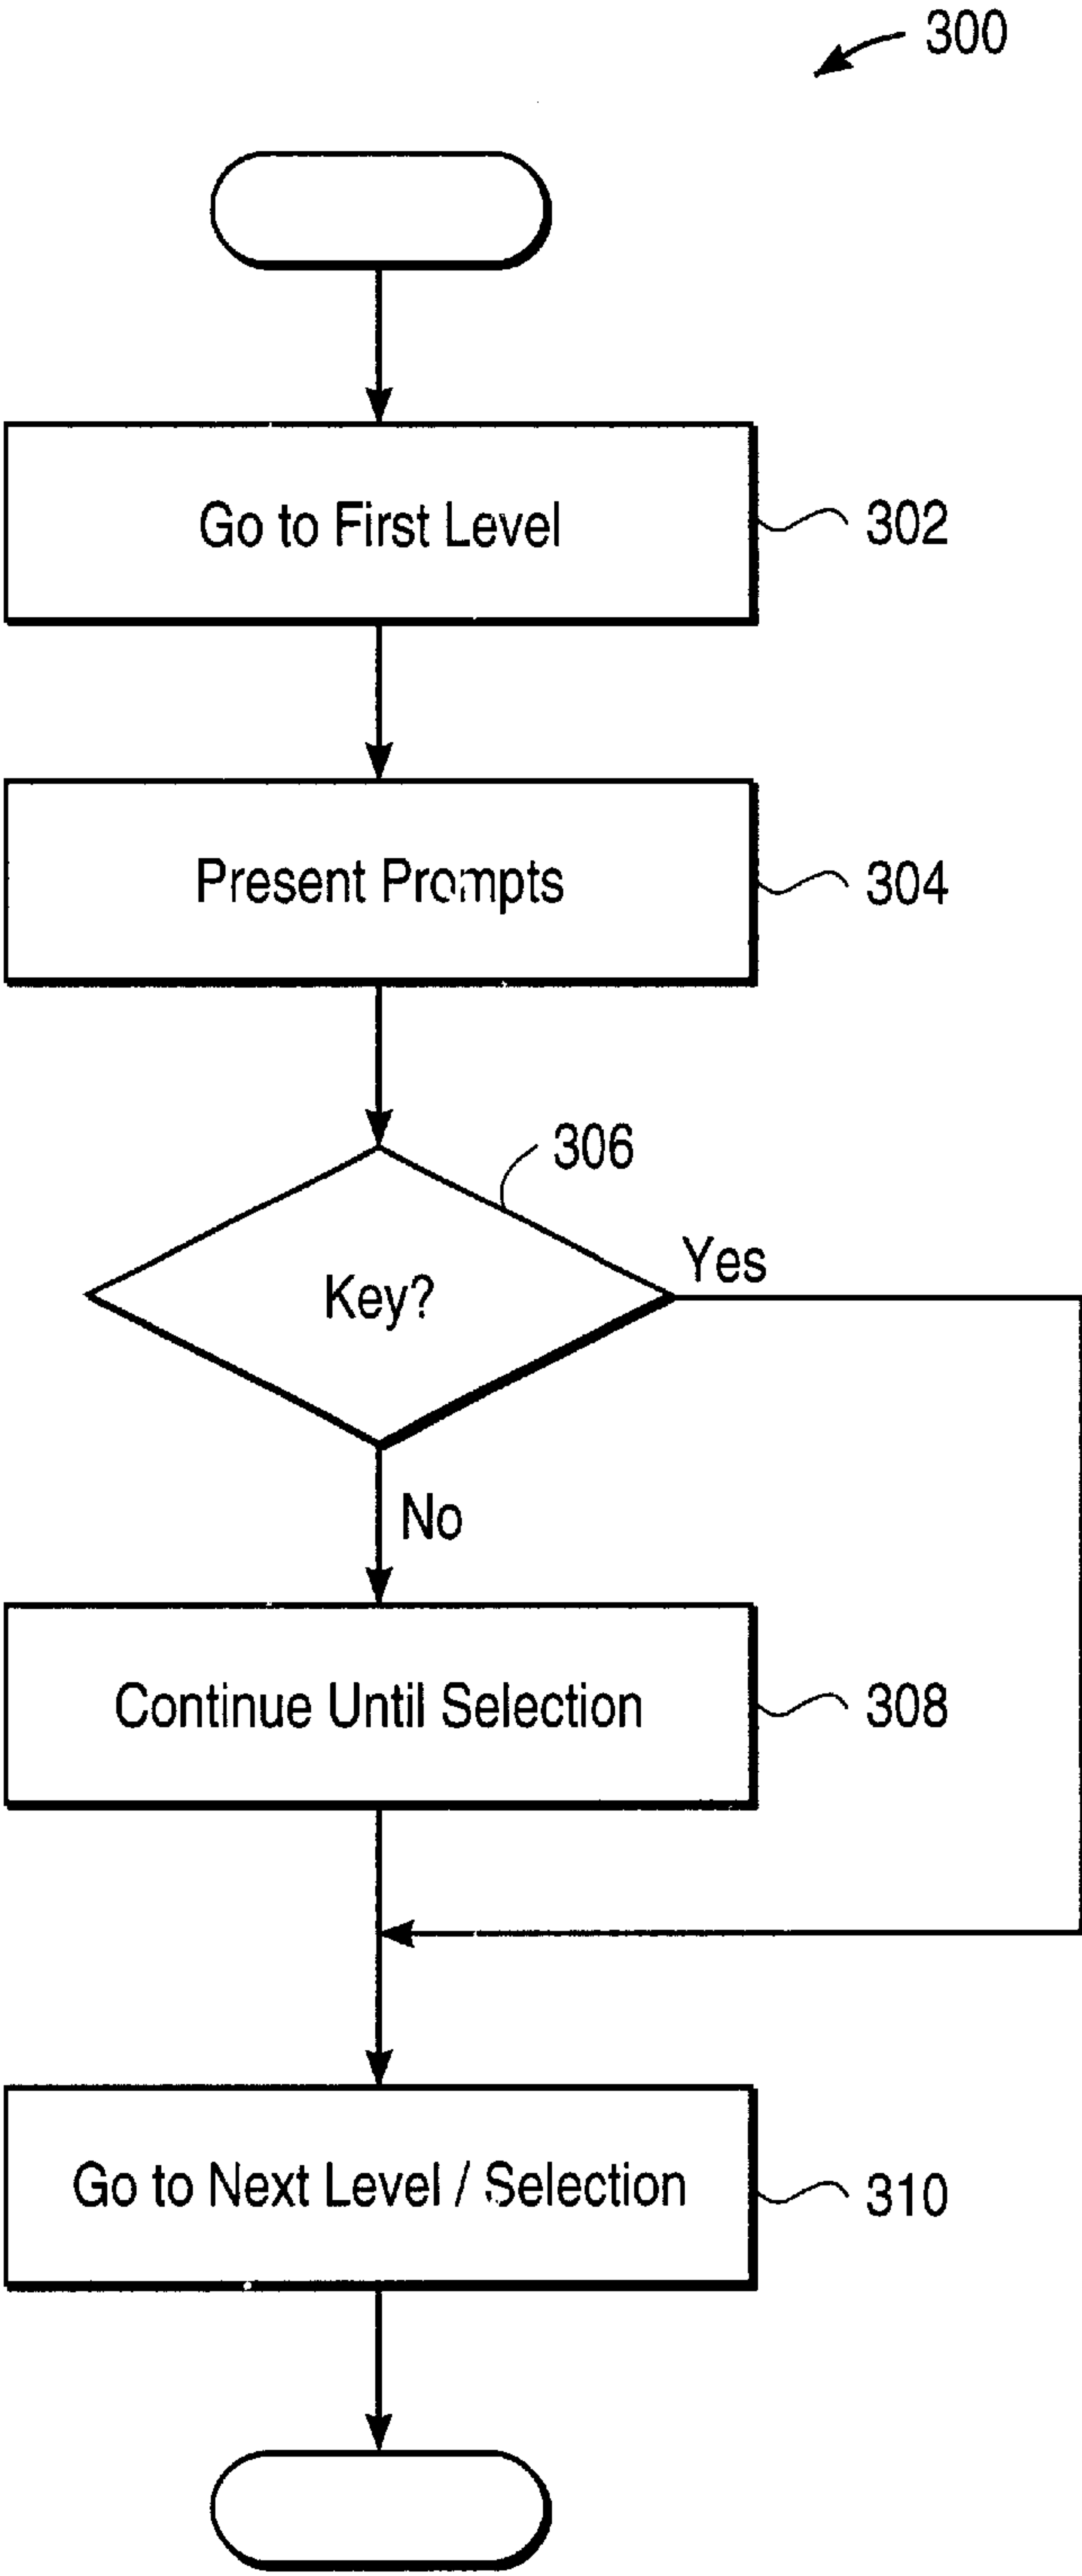 300
Go to First Level
302
Present Prompts
304
306
Key?
Yes
No
Continue Until Selection
308
Go to Next Level / Selection
310